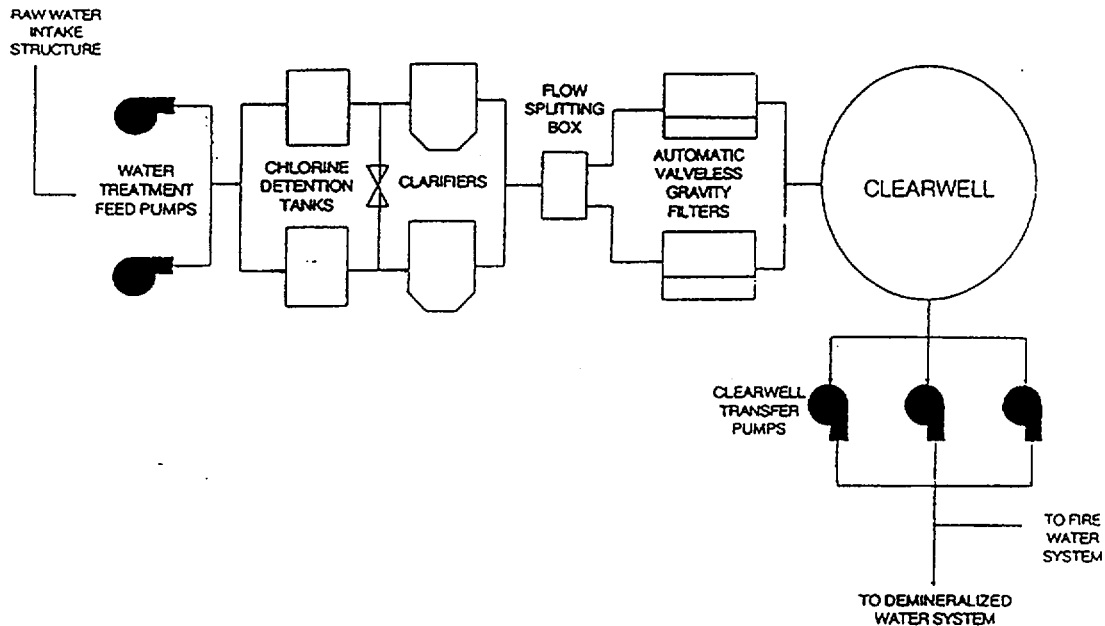 RAW WATER
INTAKE
STRUCTURE
WATER
TREATMENT
FEED PUMPS
CHLORINE
DETENTION
TANKS
CLARIFIERS
FLOW
SPLITTING
BOX
AUTOMATIC
VALVELESS
GRAVITY
FILTERS
CLEARWELL
CLEARWELL
TRANSFER
PUMPS
TO FIRE
WATER
SYSTEM
TO DEMINERALIZED
WATER SYSTEM